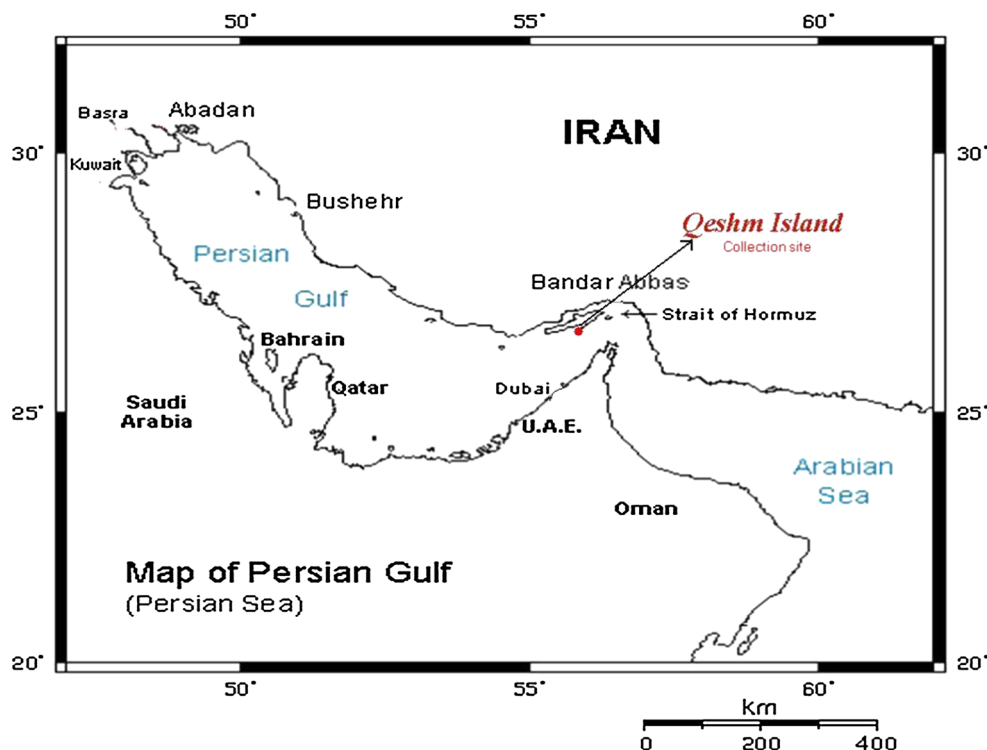 50°
55°
60°
Basra
Abadan
IRAN
30°
30°
Kuwait
Bushehr
Qeshm Island
Collection site
Persian
Gulf
Bandar Abbas
Strait of Hormuz
Bahrain
Qatar
Dubai
Saudi
Arabia
25°
U.A.E.
25°
Arabian
Sea
Oman
Map of Persian Gulf
(Persian Sea)
20°
20°
50°
55°
60°
Km
0 200 400